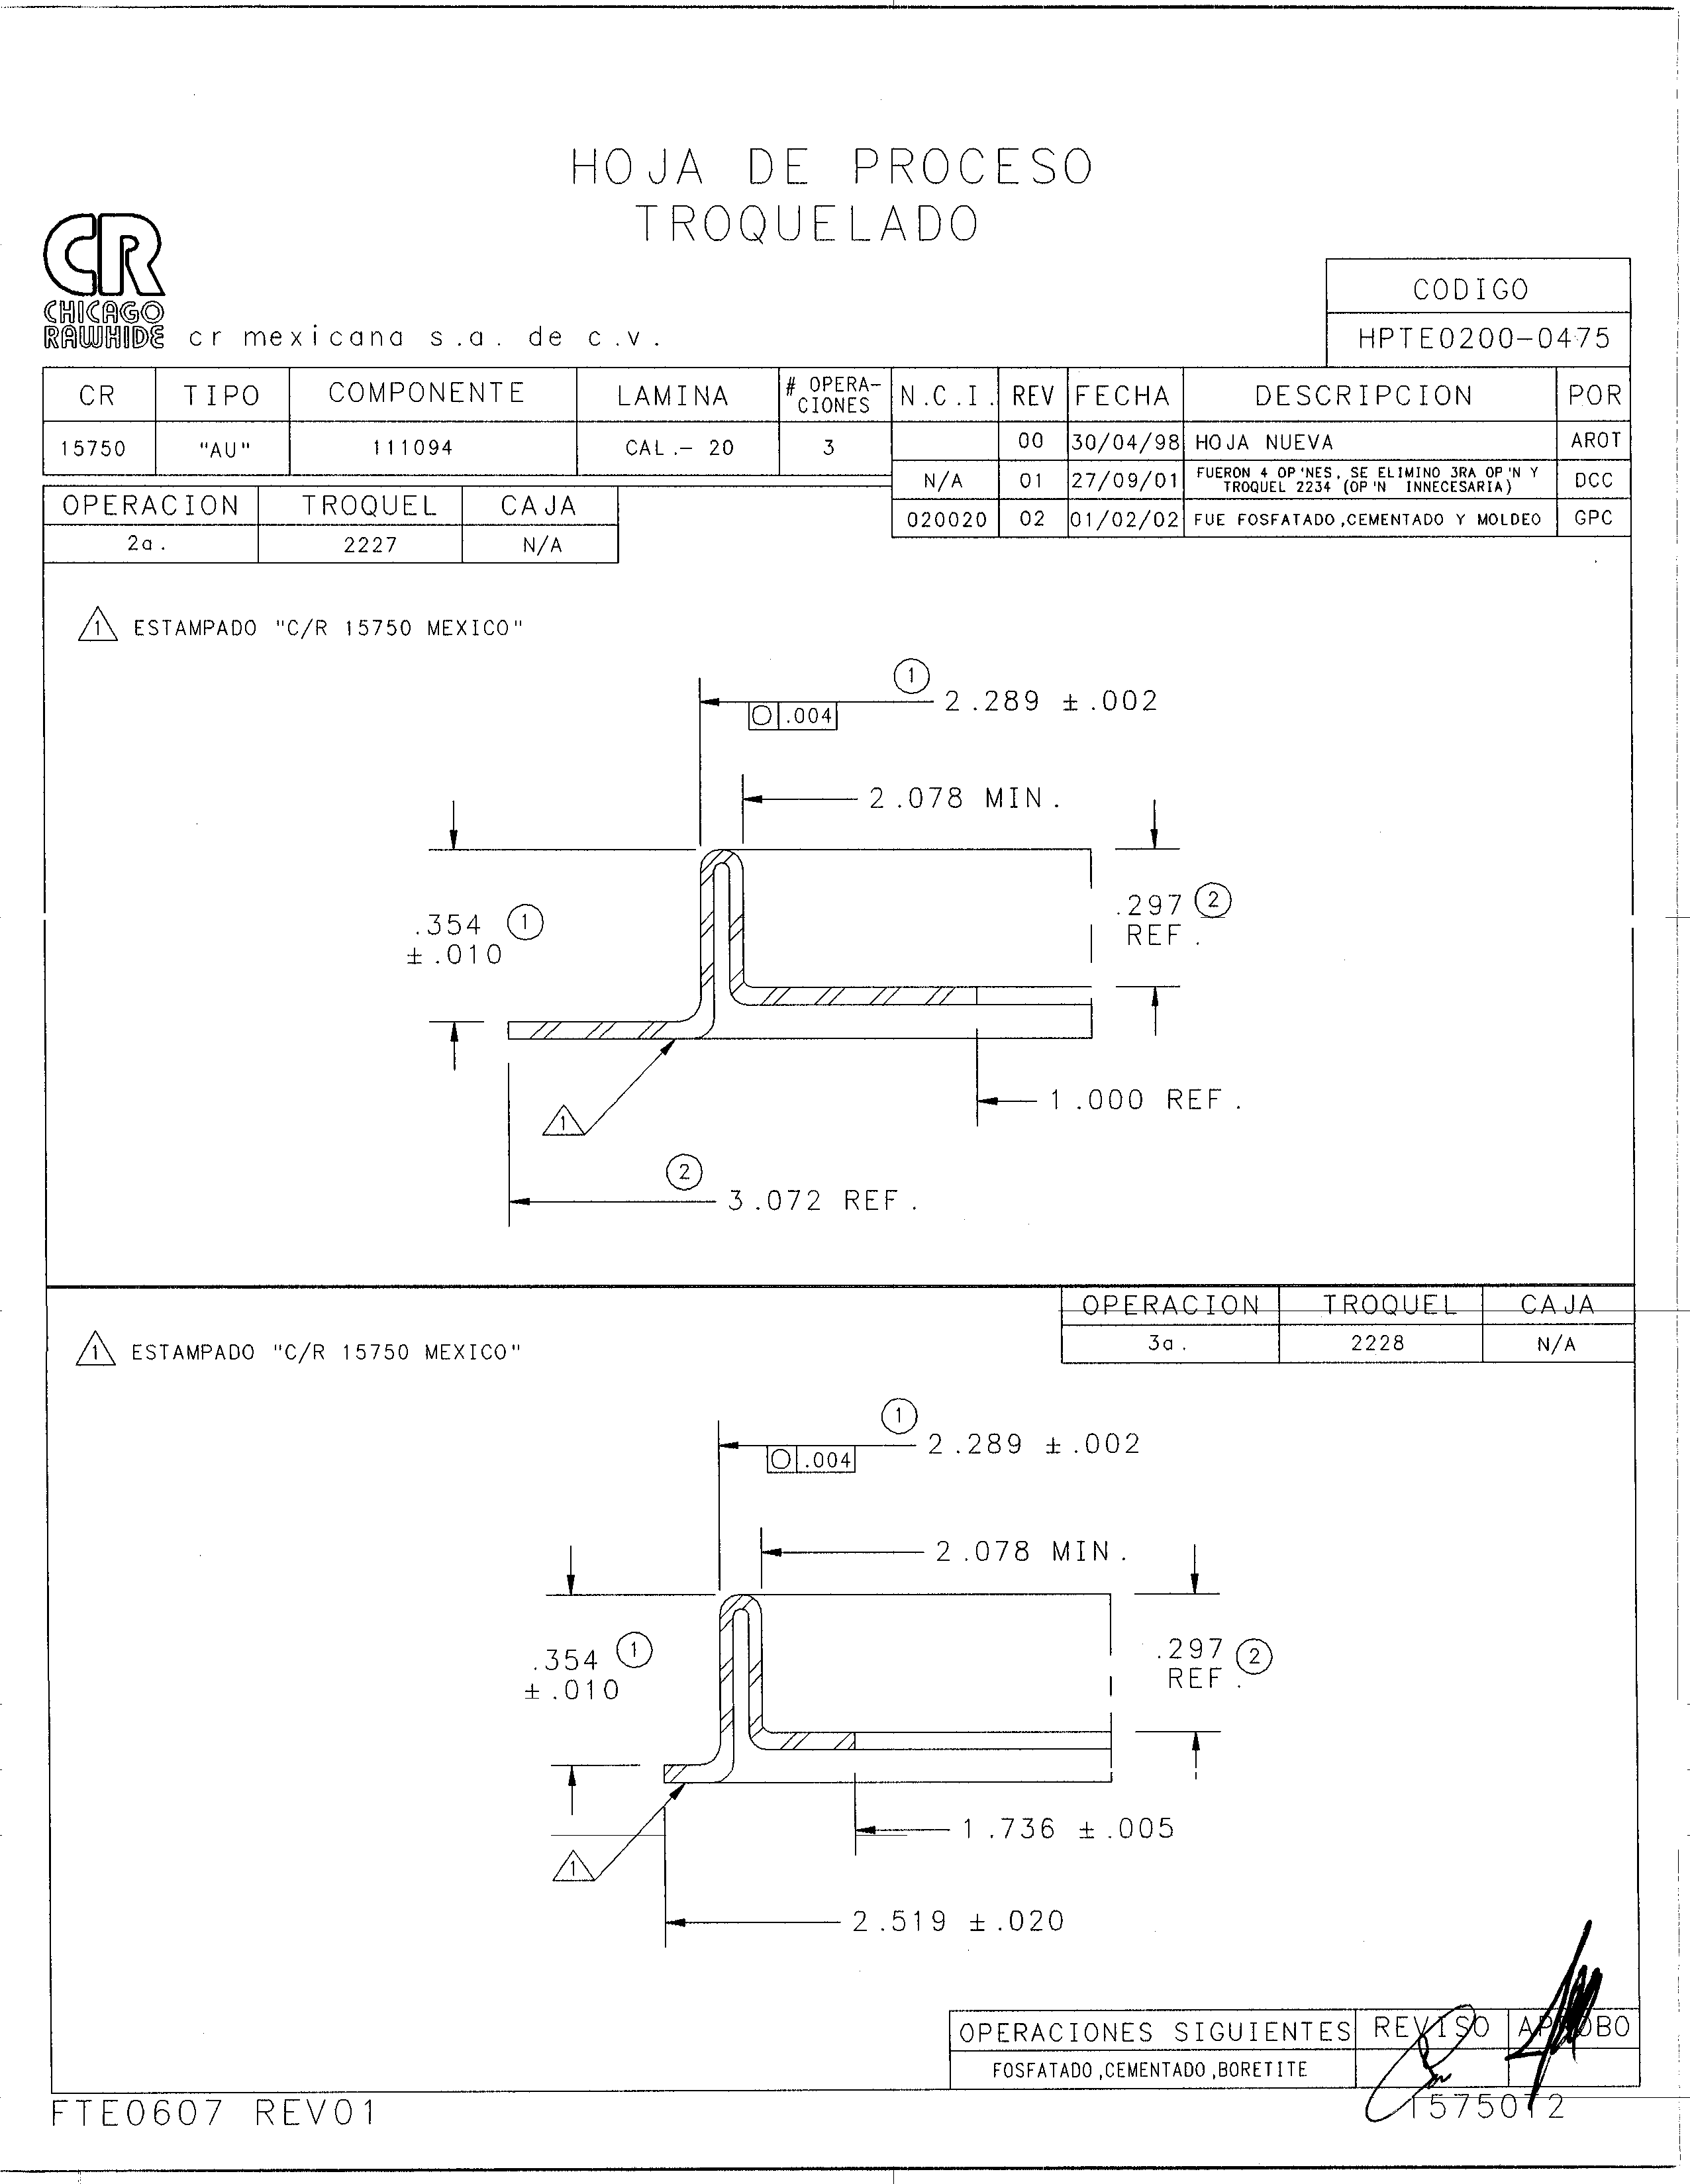 HOJA DE PROCESO
TROQUELADO
CR
CHICAGO
RAWHIDE
cr mexicana s.a. de c.v.
CODIGO
HPTE0200-0475
CR TIPO COMPONENTE LAMINA # OPERA-CIONES N.C.I. REV FECHA DESCRIPCION POR
15750 "AU" 111094 CAL.- 20 3 00 30/04/98 HOJA NUEVA AROT
N/A 01 27/09/01 FUERON 4 OP'NES, SE ELIMINO 3RA OP'N Y
TROQUEL 2234 (OP'N INNECESARIA) DCC
020020 02 01/02/02 FUE FOSFATADO,CEMENTADO Y MOLDEO GPC
OPERACION TROQUEL CAJA
2a. 2227 N/A
1 ESTAMPADO "C/R 15750 MEXICO"
1
2.289 ±.002
.004
2.078 MIN.
.354 1
±.010
.297 2
REF.
1.000 REF.
1
2
3.072 REF.
OPERACION TROQUEL CAJA
3a. 2228 N/A
1 ESTAMPADO "C/R 15750 MEXICO"
1
2.289 ±.002
.004
2.078 MIN.
.354 1
±.010
.297 2
REF.
1.736 ±.005
1
2.519 ±.020
OPERACIONES SIGUIENTES REVISO APROBO
FOSFATADO,CEMENTADO,BORETITE
FTE0607 REV01
15750T2